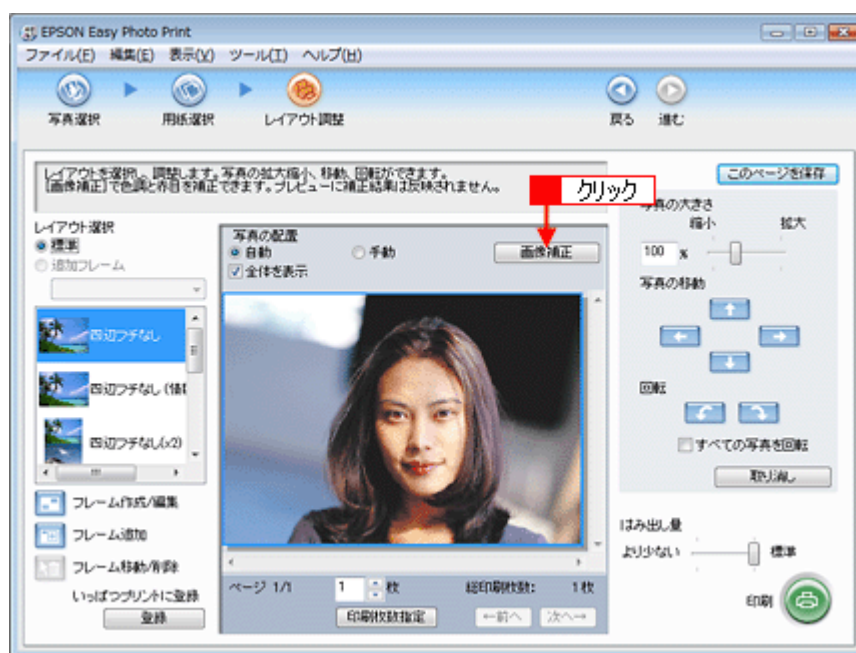 EPSON Easy Photo Print
ファイル(F) 編集(E) 表示(V) ツール(T) ヘルプ(H)
写真選択 用紙選択 レイアウト調整 戻る 進む
レイアウトを選択し、調整します。写真の拡大縮小、移動、回転ができます。
[画像補正]で色調と赤目を補正できます。プレビューに補正結果は反映されません。
クリック
このページを保存
レイアウト選択
標準
追加フレーム
四辺フチなし
四辺フチなし (情報
四辺フチなし(x2)
フレーム作成/編集
フレーム追加
フレーム移動/削除
いっぱつプリントに登録
登録
写真の配置
自動 手動 画像補正
全体を表示
ページ 1/1 1 枚 総印刷枚数: 1 枚
印刷枚数指定 ←前へ 次へ→
写真の大きさ
縮小 拡大
100 %
写真の移動
回転
すべての写真を回転
取り消し
はみ出し量
より少ない 標準
印刷